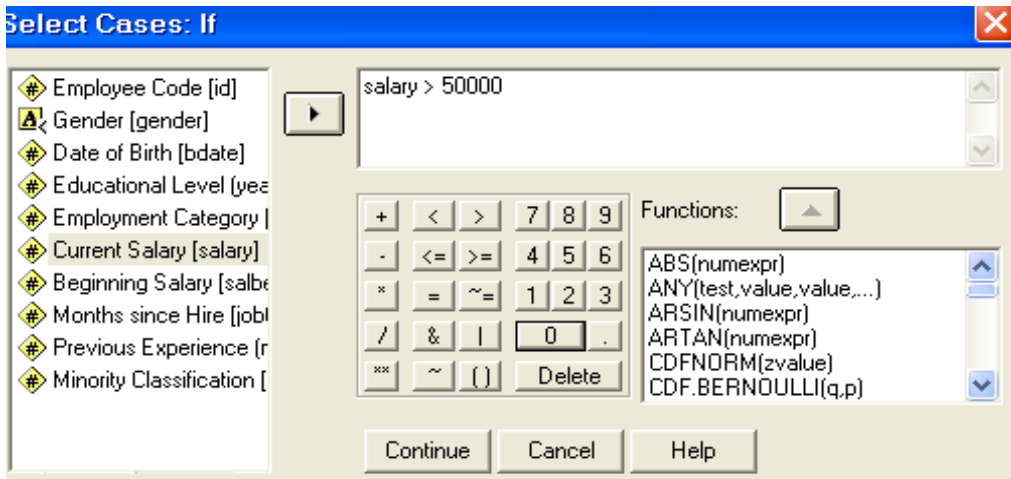 Select Cases: If
Employee Code [id]
Gender [gender]
Date of Birth [bdate]
Educational Level (yea
Employment Category [
Current Salary [salary]
Beginning Salary [salbe
Months since Hire [jobt
Previous Experience (r
Minority Classification [
salary > 50000
+ < > 7 8 9
- <= >= 4 5 6
* = ~= 1 2 3
/ & | 0 .
** ~ () Delete
Functions:
ABS(numexpr)
ANY(test,value,value,...)
ARSIN(numexpr)
ARTAN(numexpr)
CDFNORM(zvalue)
CDF.BERNOULLI(q,p)
Continue Cancel Help